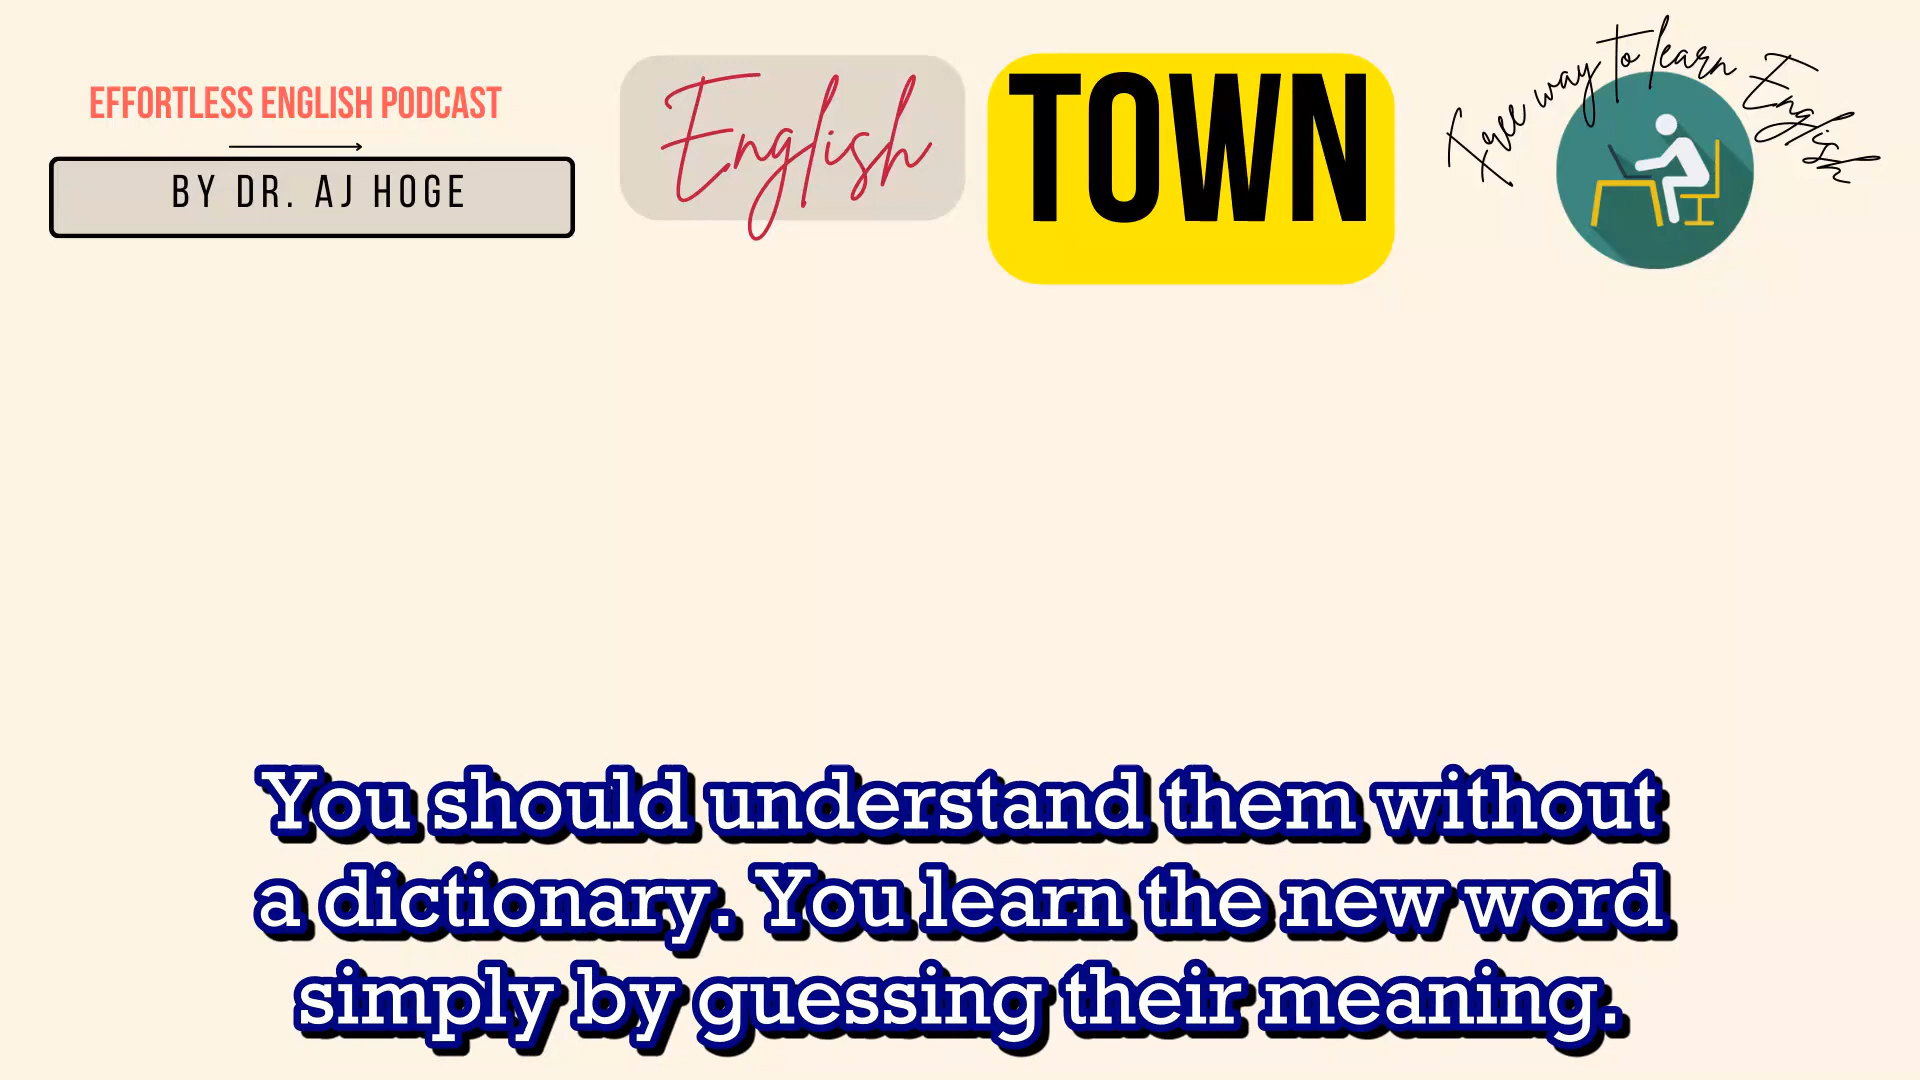 EFFORTLESS ENGLISH PODCAST
BY DR. AJ HOGE
English
TOWN
Free way to learn English
You should understand them without
a dictionary. You learn the new word
simply by guessing their meaning.